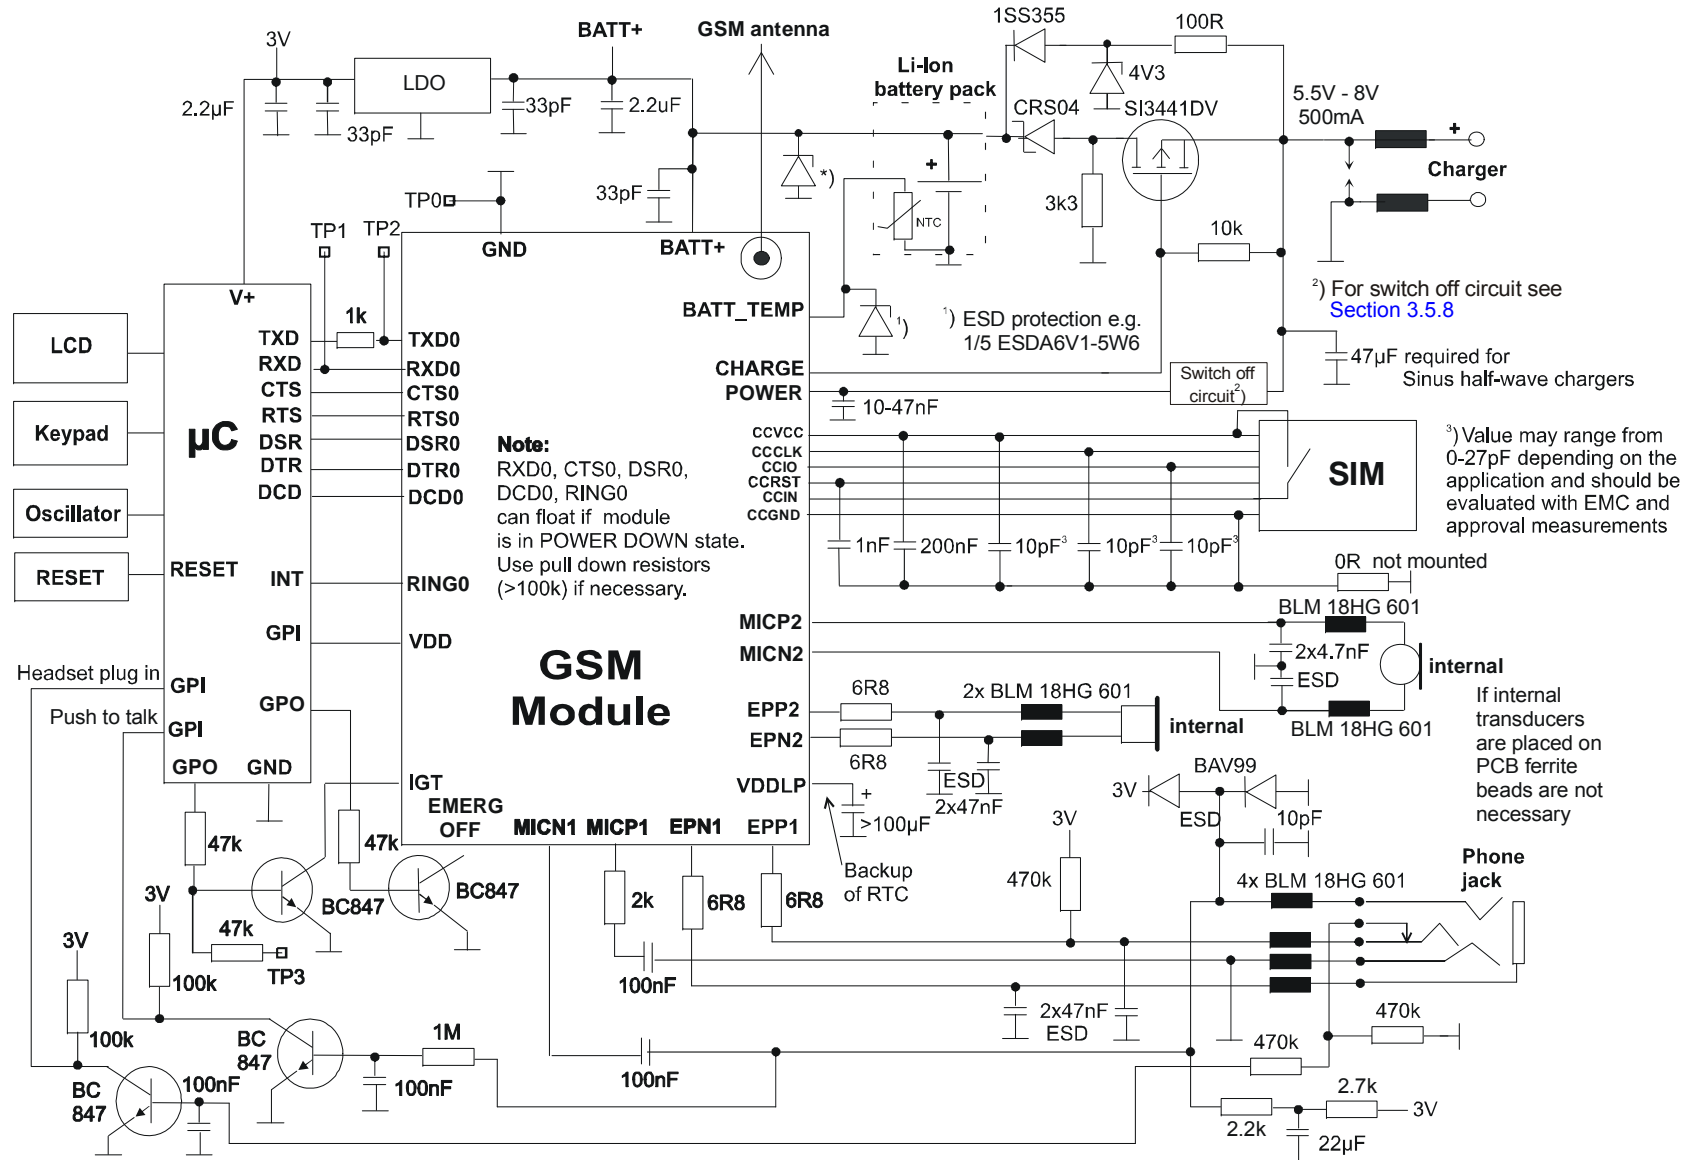 1SS355
100R
3V
BATT+
GSM antenna
LDO
Li-Ion
battery pack
4V3
2.2µF
33pF
33pF
2.2uF
CRS04
SI3441DV
5.5V - 8V
500mA
+
Charger
*)
+
33pF
TP0
NTC
3k3
10k
TP1
TP2
GND
BATT+
V+
1k
BATT_TEMP
1)
1) ESD protection e.g.
1/5 ESDA6V1-5W6
2) For switch off circuit see
Section 3.5.8
LCD
TXD
TXD0
RXD
RXD0
CHARGE
47µF required for
Sinus half-wave chargers
Switch off
circuit2)
CTS
CTS0
POWER
10-47nF
Keypad
µC
RTS
RTS0
DSR
DSR0
DTR
DTR0
DCD
DCD0
Note:
RXD0, CTS0, DSR0,
DCD0, RING0
can float if module
is in POWER DOWN state.
Use pull down resistors
(>100k) if necessary.
CCVCC
CCCLK
CCIO
CCRST
CCIN
CCGND
SIM
3) Value may range from
0-27pF depending on the
application and should be
evaluated with EMC and
approval measurements
Oscillator
1nF
200nF
10pF3
10pF3
10pF3
RESET
RESET
INT
RING0
0R not mounted
BLM 18HG 601
GPI
VDD
MICP2
MICN2
2x4.7nF
ESD
internal
BLM 18HG 601
GSM
Module
Headset plug in
GPI
GPO
Push to talk
GPI
6R8
2x BLM 18HG 601
EPP2
EPN2
internal
6R8
If internal
transducers
are placed on
PCB ferrite
beads are not
necessary
GPO
GND
IGT
EMERG
OFF
VDDLP
ESD
2x47nF
+
>100µF
3V
BAV99
ESD
10pF
MICN1
MICP1
EPN1
EPP1
3V
47k
47k
Backup
of RTC
470k
4x BLM 18HG 601
Phone
jack
3V
BC847
BC847
2k
6R8
6R8
47k
TP3
3V
100k
100nF
100k
2x47nF
ESD
470k
BC
847
1M
100nF
100nF
470k
BC
847
100nF
2.7k
3V
2.2k
22µF